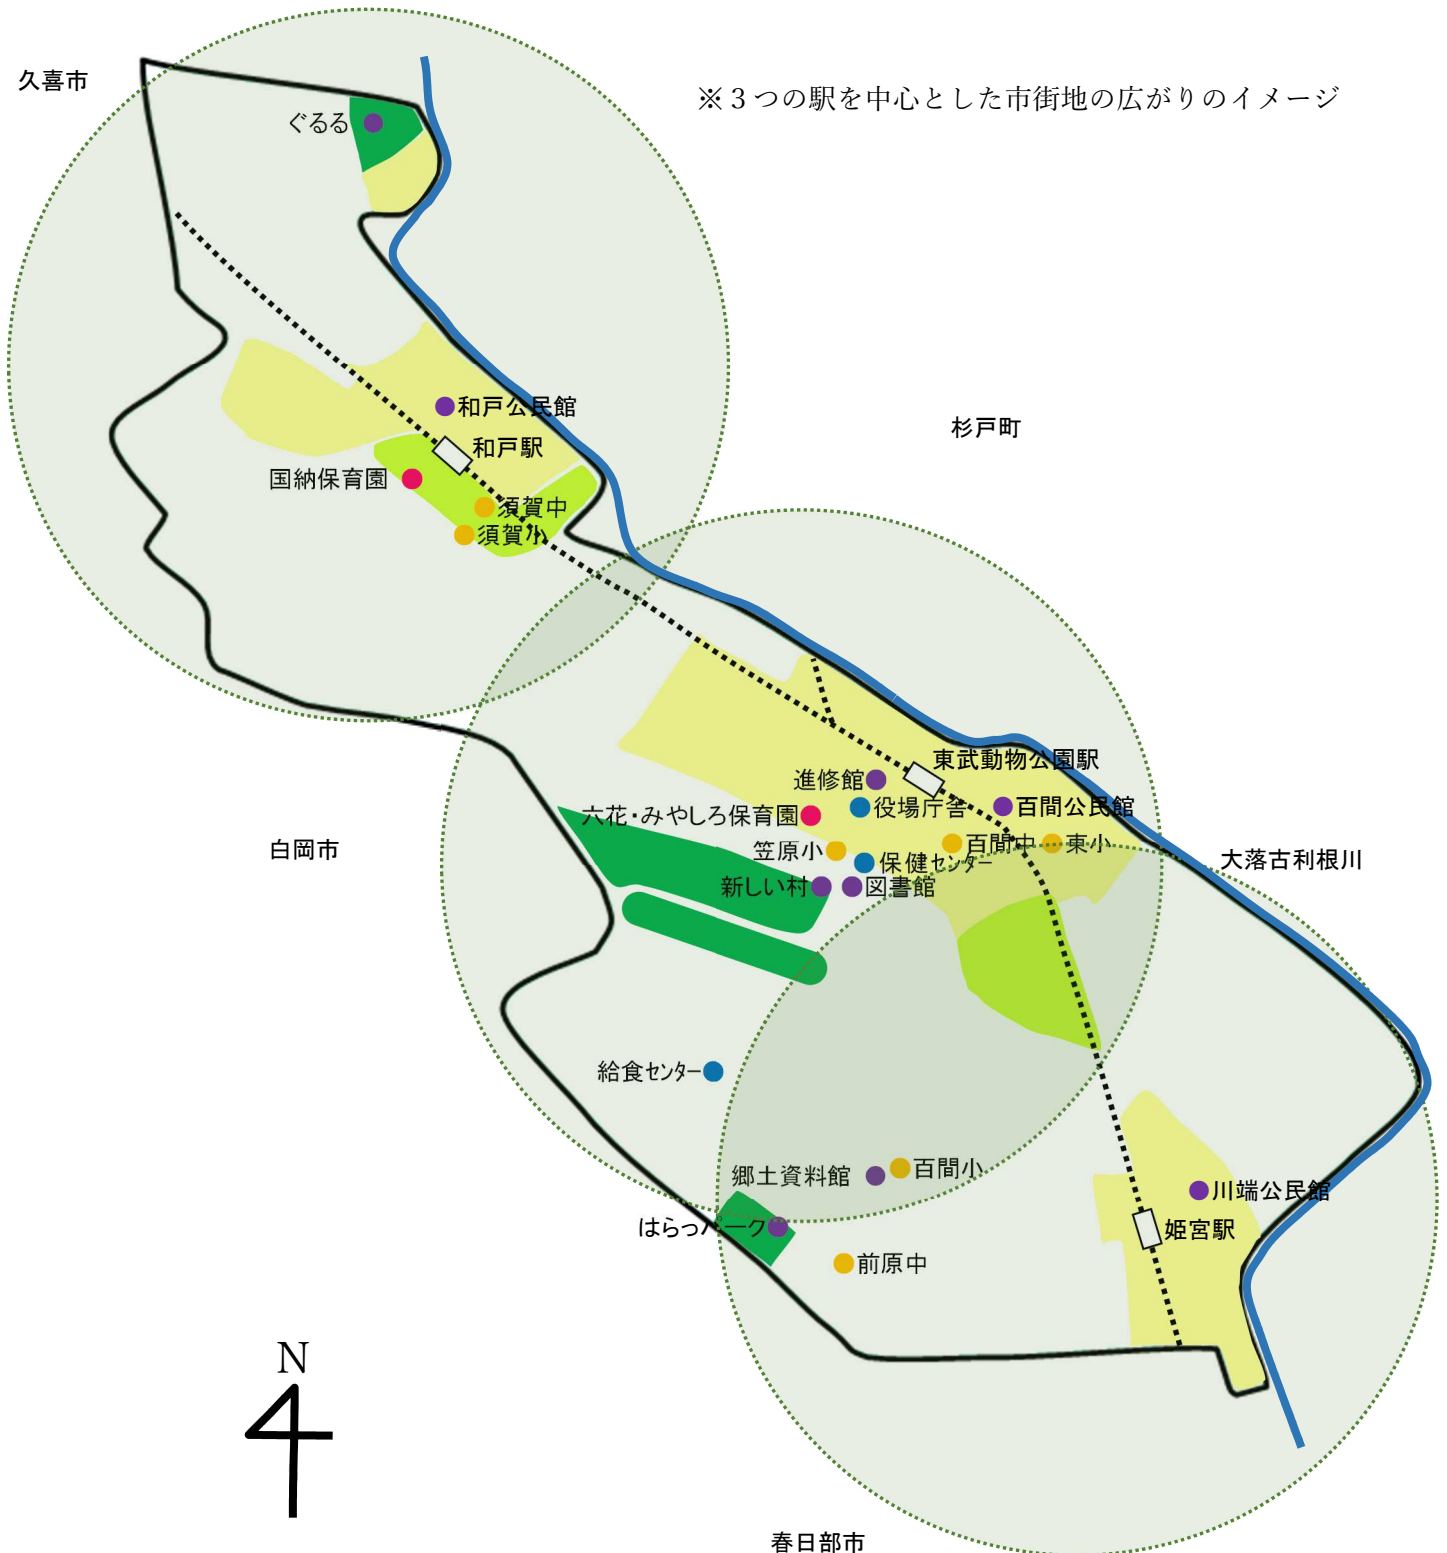 久喜市
※３つの駅を中心とした市街地の広がりのイメージ
ぐるる
和戸公民館
杉戸町
和戸駅
国納保育園
須賀中
須賀小
東武動物公園駅
進修館
役場庁舎
百間公民館
六花・みやしろ保育園
笠原小
百間中
東小
白岡市
保健センター
大落古利根川
新しい村
図書館
給食センター
郷土資料館
百間小
川端公民館
はらっパーク
姫宮駅
前原中
N
春日部市